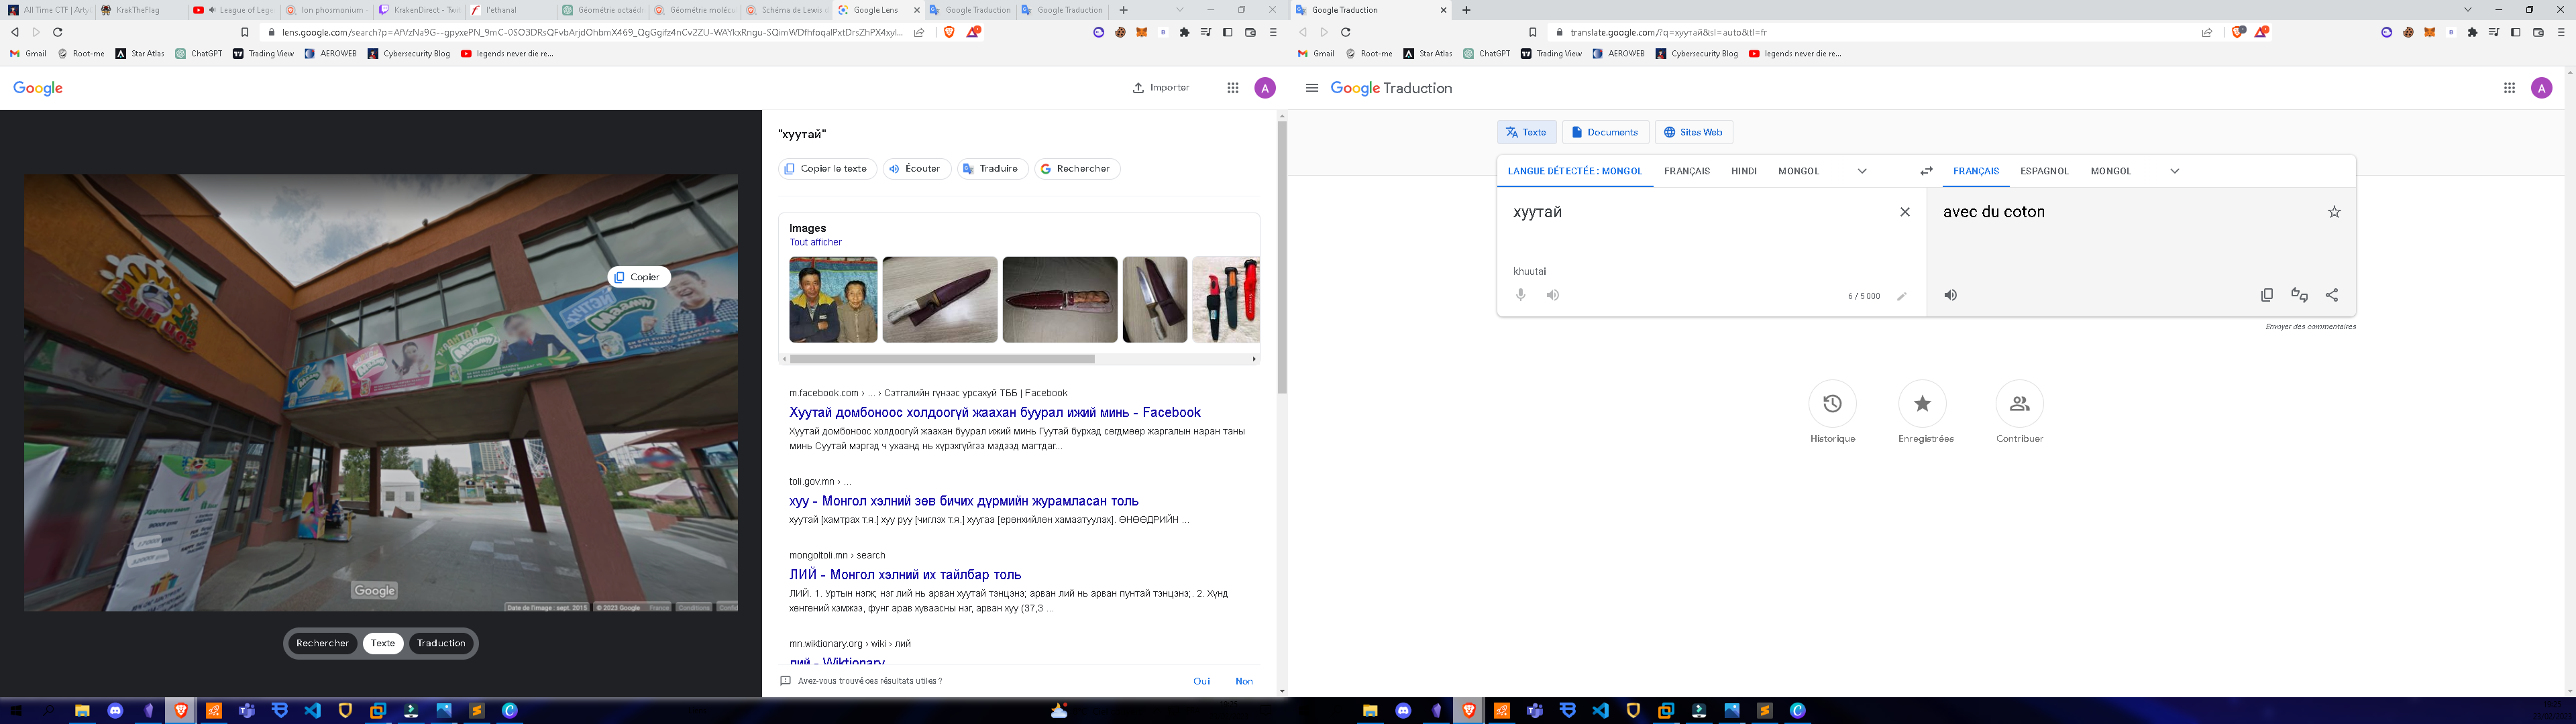 All Time CTF | Arty
KrakTheFlag
League of Lege
Ion phosmonium -
KrakenDirect - Twi
l'ethanal
Géométrie octaéd
Géométrie molécu
Schéma de Lewis e
Google Lens
Google Traduction
Google Traduction
Google Traduction
lens.google.com/search?p=
translate.google.com/?q=хуутай&sl=auto&tl=fr
Gmail
Root-me
Star Atlas
ChatGPT
Trading View
AEROWEB
Cybersecurity Blog
legends never die re...
Gmail
Root-me
Star Atlas
ChatGPT
Trading View
AEROWEB
Cybersecurity Blog
legends never die re...
Google
Importer
A
Google Traduction
A
"хуутай"
Copier le texte
Écouter
Traduire
Rechercher
Images
Tout afficher
m.facebook.com › ... › Сэтгэлийн гүнээс урсахуй ТББ | Facebook
Хуутай домбоноос холдоогүй жаахан буурал ижий минь - Facebook
Хуутай домбоноос холдоогүй жаахан буурал ижий минь Гуутай бурхад сөгдмөөр жаргалын наран таны
минь Суутай мэргэд ч ухаанд нь хүрэхгүйгээ мэдээд магтдаг...
toli.gov.mn › ...
хуу - Монгол хэлний зөв бичих дүрмийн журамласан толь
хуутай [хамтрах т.я.] хуу руу [чиглэх т.я.] хуугаа [ерөнхийлөн хамаатуулах]. ӨНӨӨДРИЙН ...
mongoltoli.mn › search
ЛИЙ - Монгол хэлний их тайлбар толь
ЛИЙ. 1. Уртын нэгж; нэг лий нь арван хуутай тэнцэнэ; арван лий нь арван пунтай тэнцэнэ;. 2. Хүнд
хөнгөний хэмжээ, фунг арав хуваасны нэг, арван хуу (37,3 ...
mn.wiktionary.org › wiki › лий
лий - Wiktionary
Avez-vous trouvé ces résultats utiles ?
Oui
Non
Copier
Google
Date de l'image : sept. 2015
© 2023 Google
France
Conditions
Rechercher
Texte
Traduction
Texte
Documents
Sites Web
LANGUE DÉTECTÉE : MONGOL
FRANÇAIS
HINDI
MONGOL
FRANÇAIS
ESPAGNOL
MONGOL
хуутай
khuutai
6 / 5 000
avec du coton
Envoyer des commentaires
Historique
Enregistrées
Contribuer